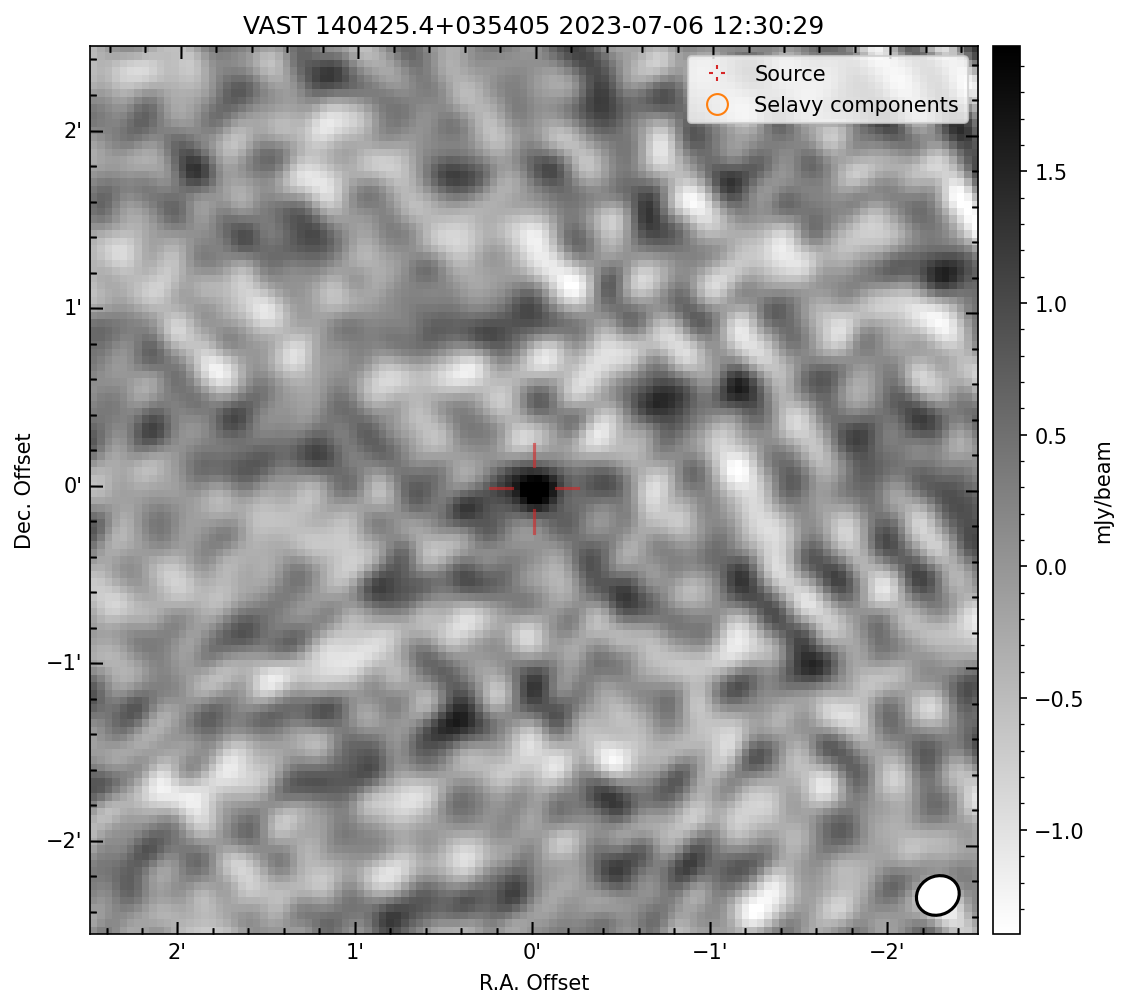 VAST 140425.4+035405 2023-07-06 12:30:29
Source
Selavy components
2'
1'
0'
−1'
−2'
Dec. Offset
2'
1'
0'
−1'
−2'
R.A. Offset
1.5
1.0
0.5
0.0
−0.5
−1.0
mJy/beam